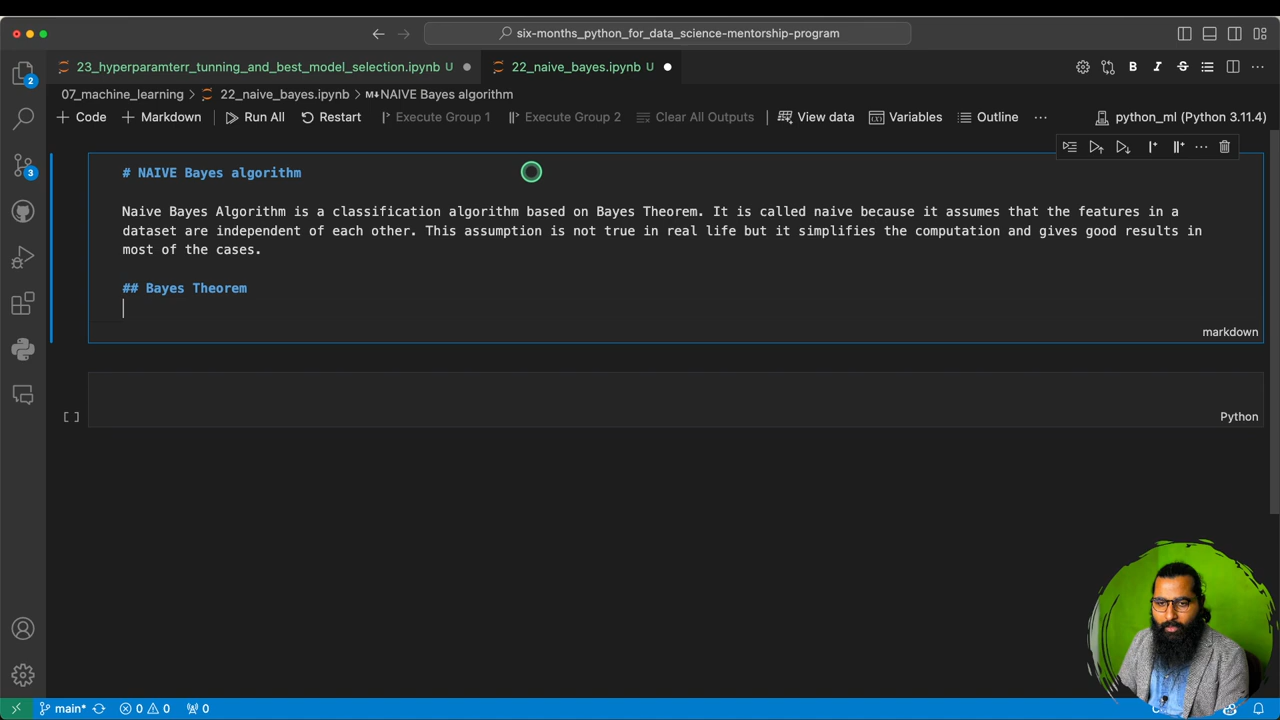 six-months_python_for_data_science-mentorship-program
23_hyperparamterr_tunning_and_best_model_selection.ipynb U
22_naive_bayes.ipynb U
07_machine_learning > 22_naive_bayes.ipynb > M↓NAIVE Bayes algorithm
+ Code + Markdown Run All Restart Execute Group 1 Execute Group 2 Clear All Outputs View data Variables Outline ... python_ml (Python 3.11.4)
# NAIVE Bayes algorithm
Naive Bayes Algorithm is a classification algorithm based on Bayes Theorem. It is called naive because it assumes that the features in a
dataset are independent of each other. This assumption is not true in real life but it simplifies the computation and gives good results in
most of the cases.
## Bayes Theorem
markdown
[ ]
Python
2
3
main* 0 0 0